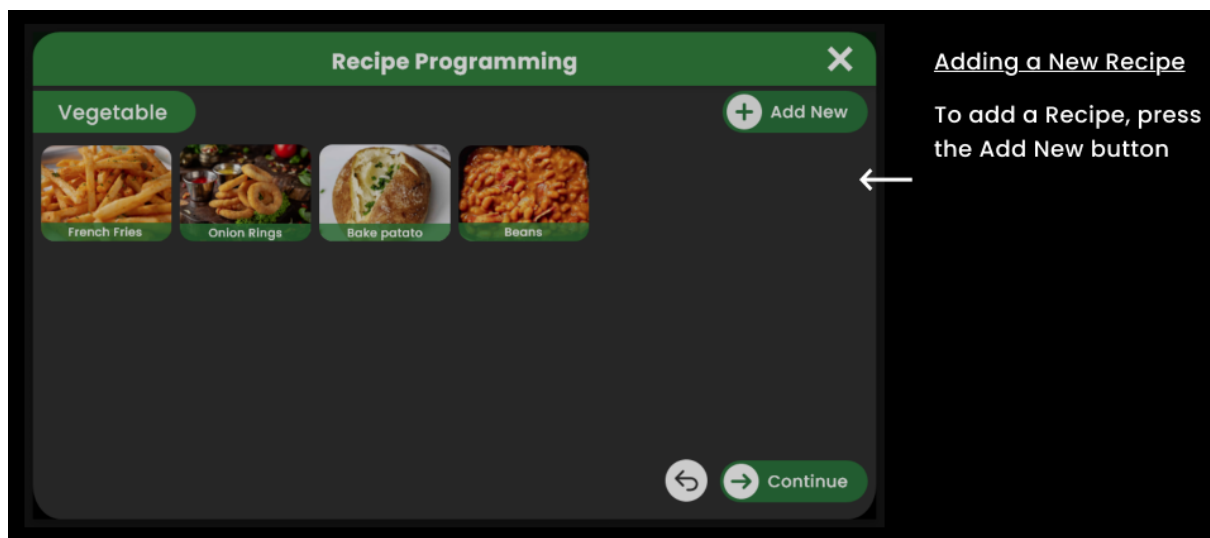 Recipe Programming
Adding a New Recipe
Vegetable
Add New
To add a Recipe, press
the Add New button
French Fries
Onion Rings
Bake patato
Beans
Continue